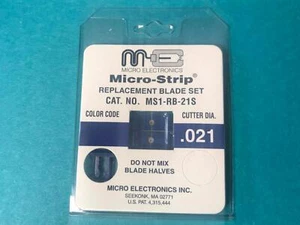 ME
MICRO ELECTRONICS
Micro-Strip®
REPLACEMENT BLADE SET
CAT. NO. MS1-RB-21S
COLOR CODE CUTTER DIA.
.021
DO NOT MIX
BLADE HALVES
MICRO ELECTRONICS INC.
SEEKONK, MA 02771
U.S. PAT. 4,315,444